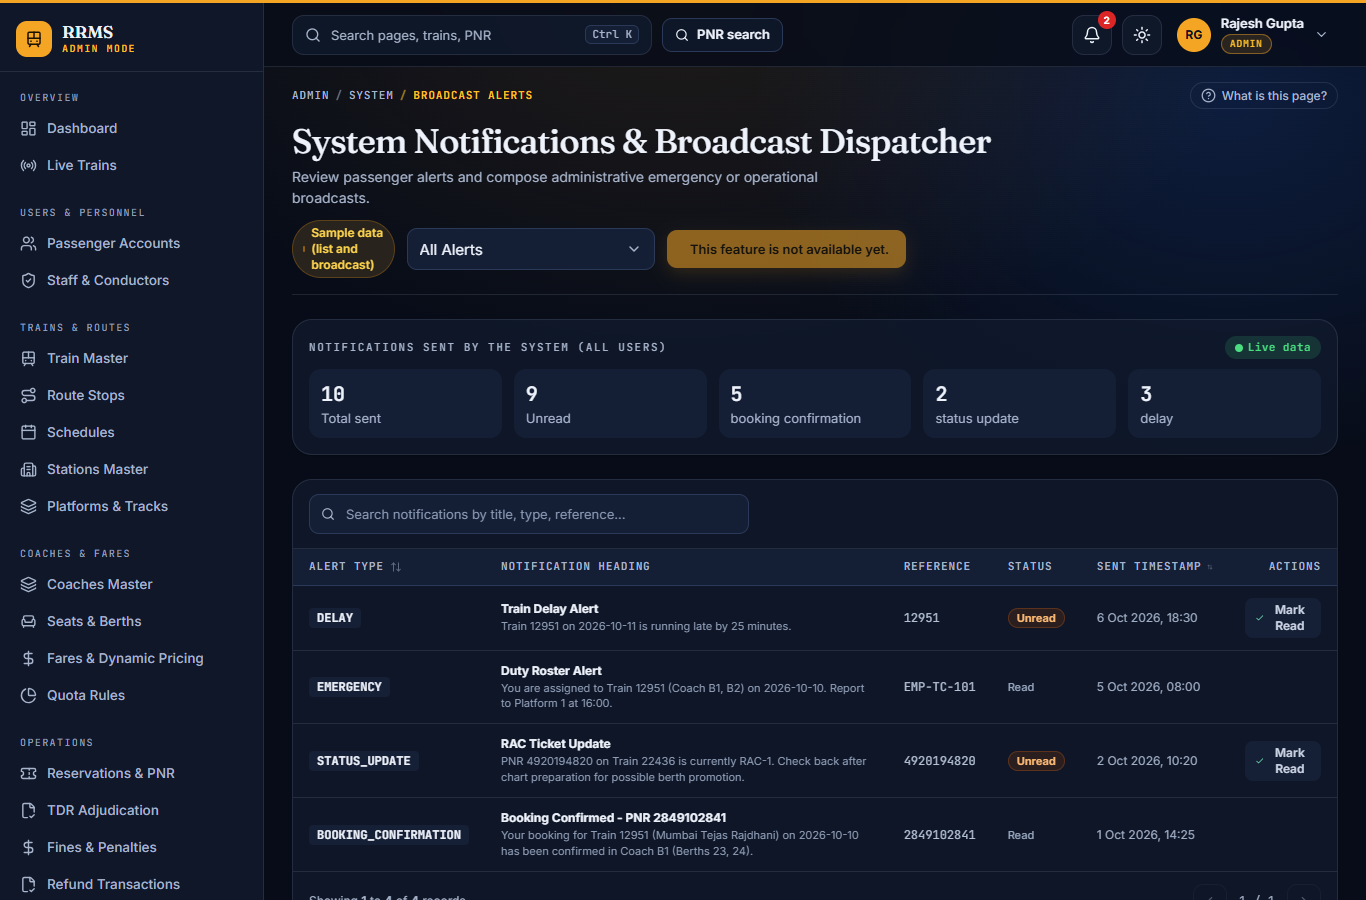 RRMS
ADMIN MODE
Search pages, trains, PNR
Ctrl K
PNR search
2
RG
Rajesh Gupta
ADMIN
OVERVIEW
Dashboard
Live Trains
USERS & PERSONNEL
Passenger Accounts
Staff & Conductors
TRAINS & ROUTES
Train Master
Route Stops
Schedules
Stations Master
Platforms & Tracks
COACHES & FARES
Coaches Master
Seats & Berths
Fares & Dynamic Pricing
Quota Rules
OPERATIONS
Reservations & PNR
TDR Adjudication
Fines & Penalties
Refund Transactions
ADMIN / SYSTEM / BROADCAST ALERTS
What is this page?
System Notifications & Broadcast Dispatcher
Review passenger alerts and compose administrative emergency or operational
broadcasts.
Sample data
(list and
broadcast)
All Alerts
This feature is not available yet.
NOTIFICATIONS SENT BY THE SYSTEM (ALL USERS)
Live data
10
Total sent
9
Unread
5
booking confirmation
2
status update
3
delay
Search notifications by title, type, reference...
ALERT TYPE NOTIFICATION HEADING REFERENCE STATUS SENT TIMESTAMP ACTIONS
DELAY
Train Delay Alert
Train 12951 on 2026-10-11 is running late by 25 minutes.
12951
Unread
6 Oct 2026, 18:30
Mark
Read
EMERGENCY
Duty Roster Alert
You are assigned to Train 12951 (Coach B1, B2) on 2026-10-10. Report
to Platform 1 at 16:00.
EMP-TC-101
Read
5 Oct 2026, 08:00
STATUS_UPDATE
RAC Ticket Update
PNR 4920194820 on Train 22436 is currently RAC-1. Check back after
chart preparation for possible berth promotion.
4920194820
Unread
2 Oct 2026, 10:20
Mark
Read
BOOKING_CONFIRMATION
Booking Confirmed - PNR 2849102841
Your booking for Train 12951 (Mumbai Tejas Rajdhani) on 2026-10-10
has been confirmed in Coach B1 (Berths 23, 24).
2849102841
Read
1 Oct 2026, 14:25
Showing 1 to 4 of 4 records
1 / 1